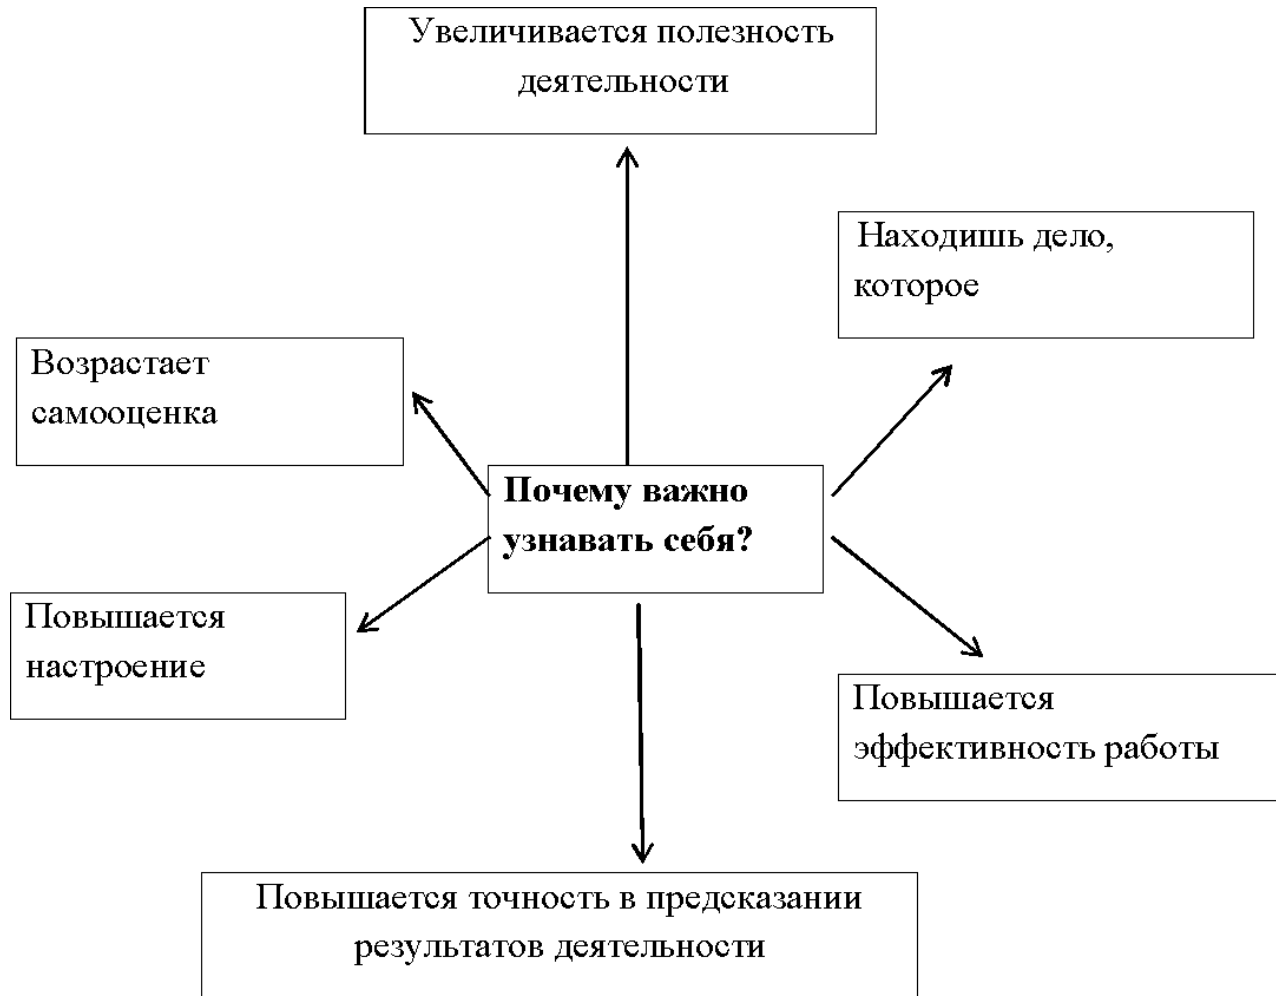 Увеличивается полезность
деятельности
Находишь дело,
которое
Возрастает
самооценка
Почему важно
узнавать себя?
Повышается
настроение
Повышается
эффективность работы
Повышается точность в предсказании
результатов деятельности